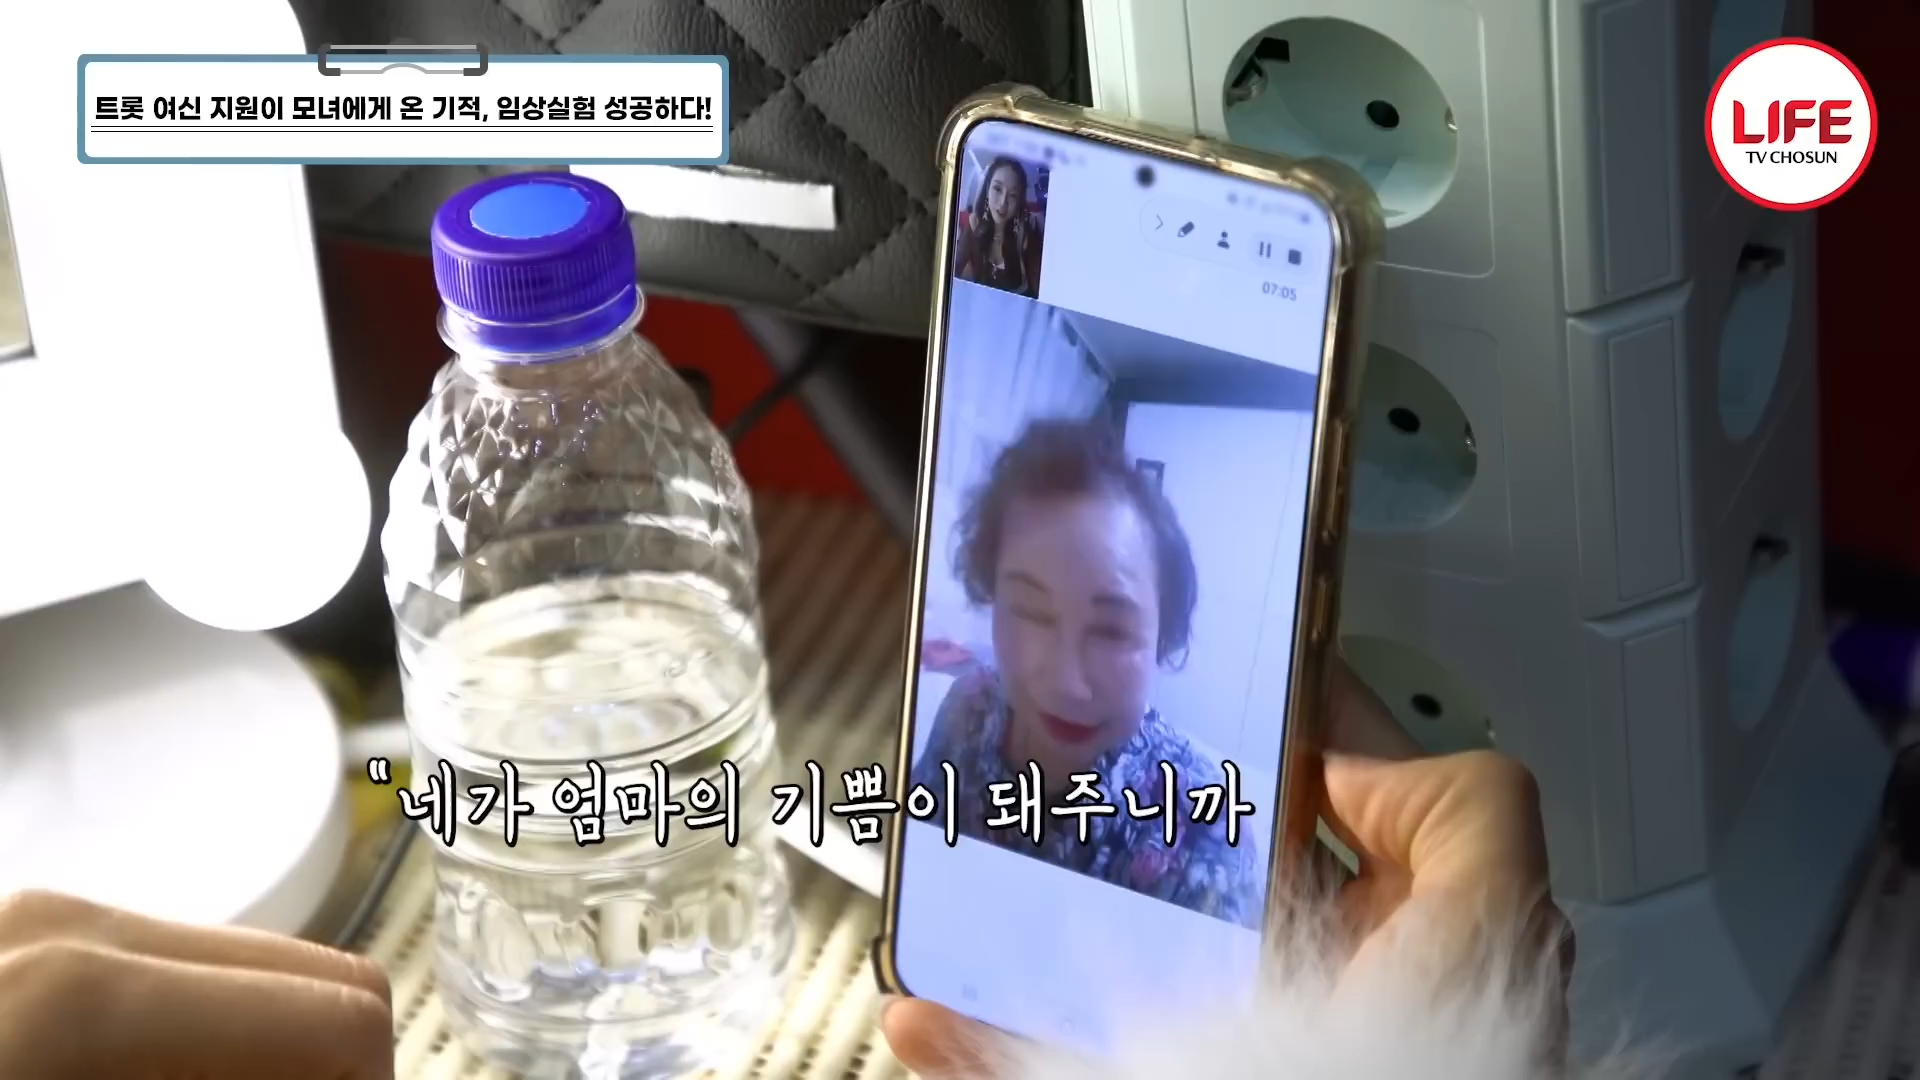 트롯 여신 지원이 모녀에게 온 기적, 임상실험 성공하다!
LIFE
TV CHOSUN
07:05
“네가 엄마의 기쁨이 돼주니까